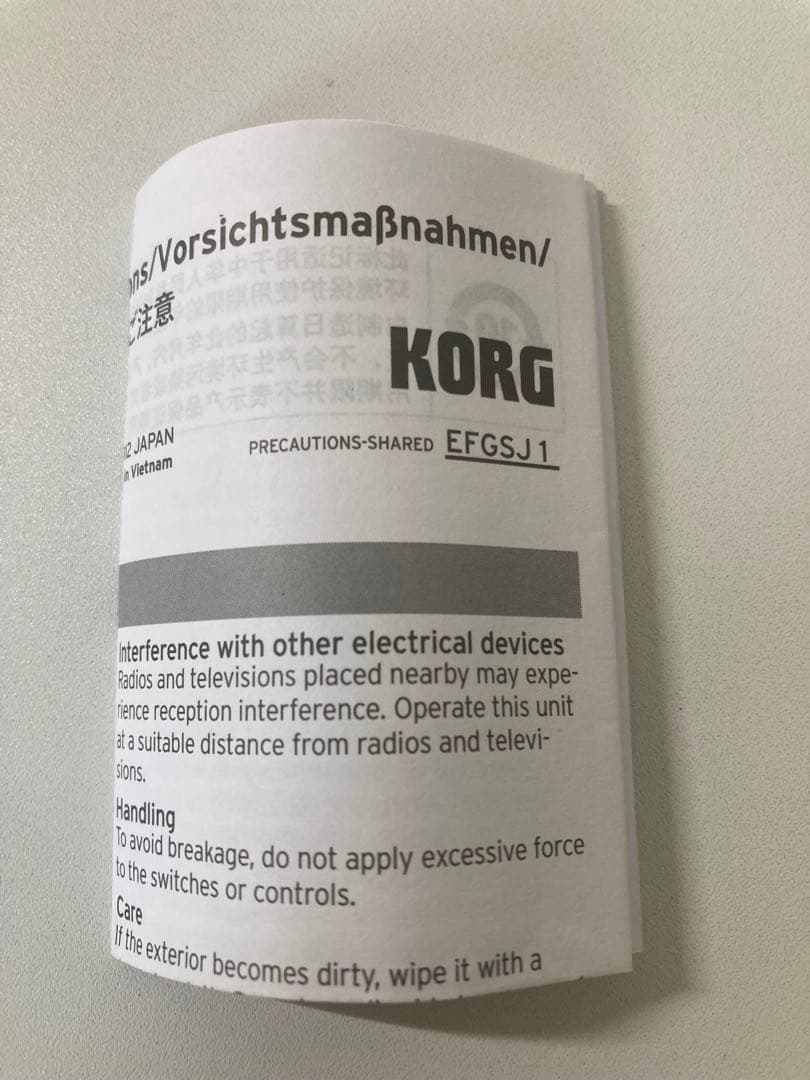 ons/Vorsichtsmaßnahmen/
ご注意
KORG
12 JAPAN
in Vietnam
PRECAUTIONS-SHARED EFGSJ 1
Interference with other electrical devices
Radios and televisions placed nearby may expe-
rience reception interference. Operate this unit
at a suitable distance from radios and televi-
sions.
Handling
To avoid breakage, do not apply excessive force
to the switches or controls.
Care
If the exterior becomes dirty, wipe it with a